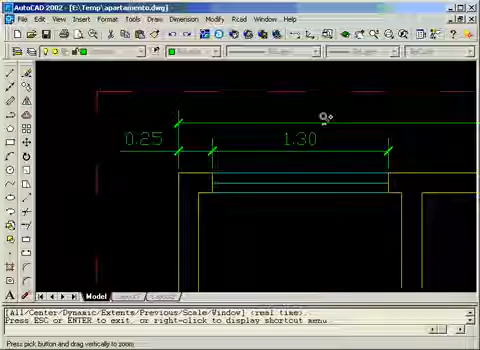 AutoCAD 2002 - [E:\Temp\apartamento.dwg]
File Edit View Insert Format Tools Draw Dimension Modify Rcad Window Help
0.25 1.30
Model
[All/Center/Dynamic/Extents/Previous/Scale/Window] <real time>:
Press ESC or ENTER to exit, or right-click to display shortcut menu.
Press pick button and drag vertically to zoom.